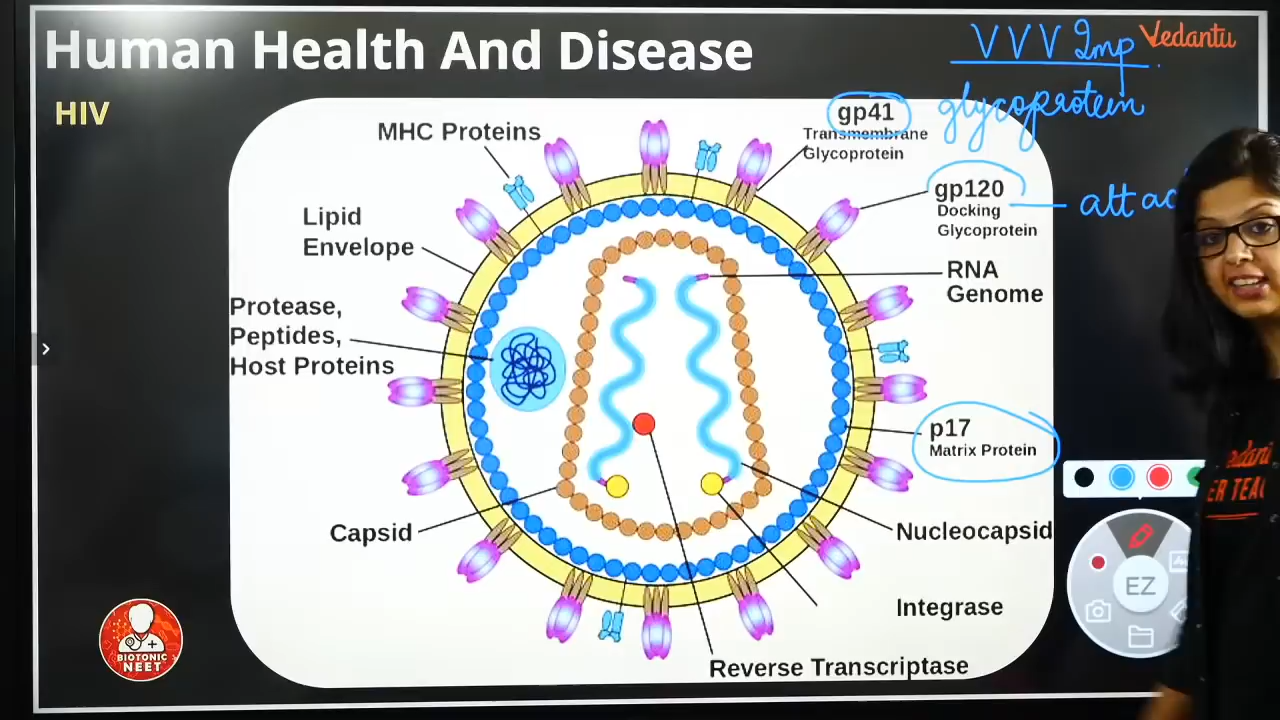 Human Health And Disease
VVV Imp
Vedantu
HIV
glycoprotein
MHC Proteins
gp41
Transmembrane
Glycoprotein
gp120
Docking
Glycoprotein
Lipid
Envelope
RNA
Genome
Protease,
Peptides,
Host Proteins
p17
Matrix Protein
Capsid
Nucleocapsid
Integrase
Reverse Transcriptase
BIOTONIC
NEET
EZ